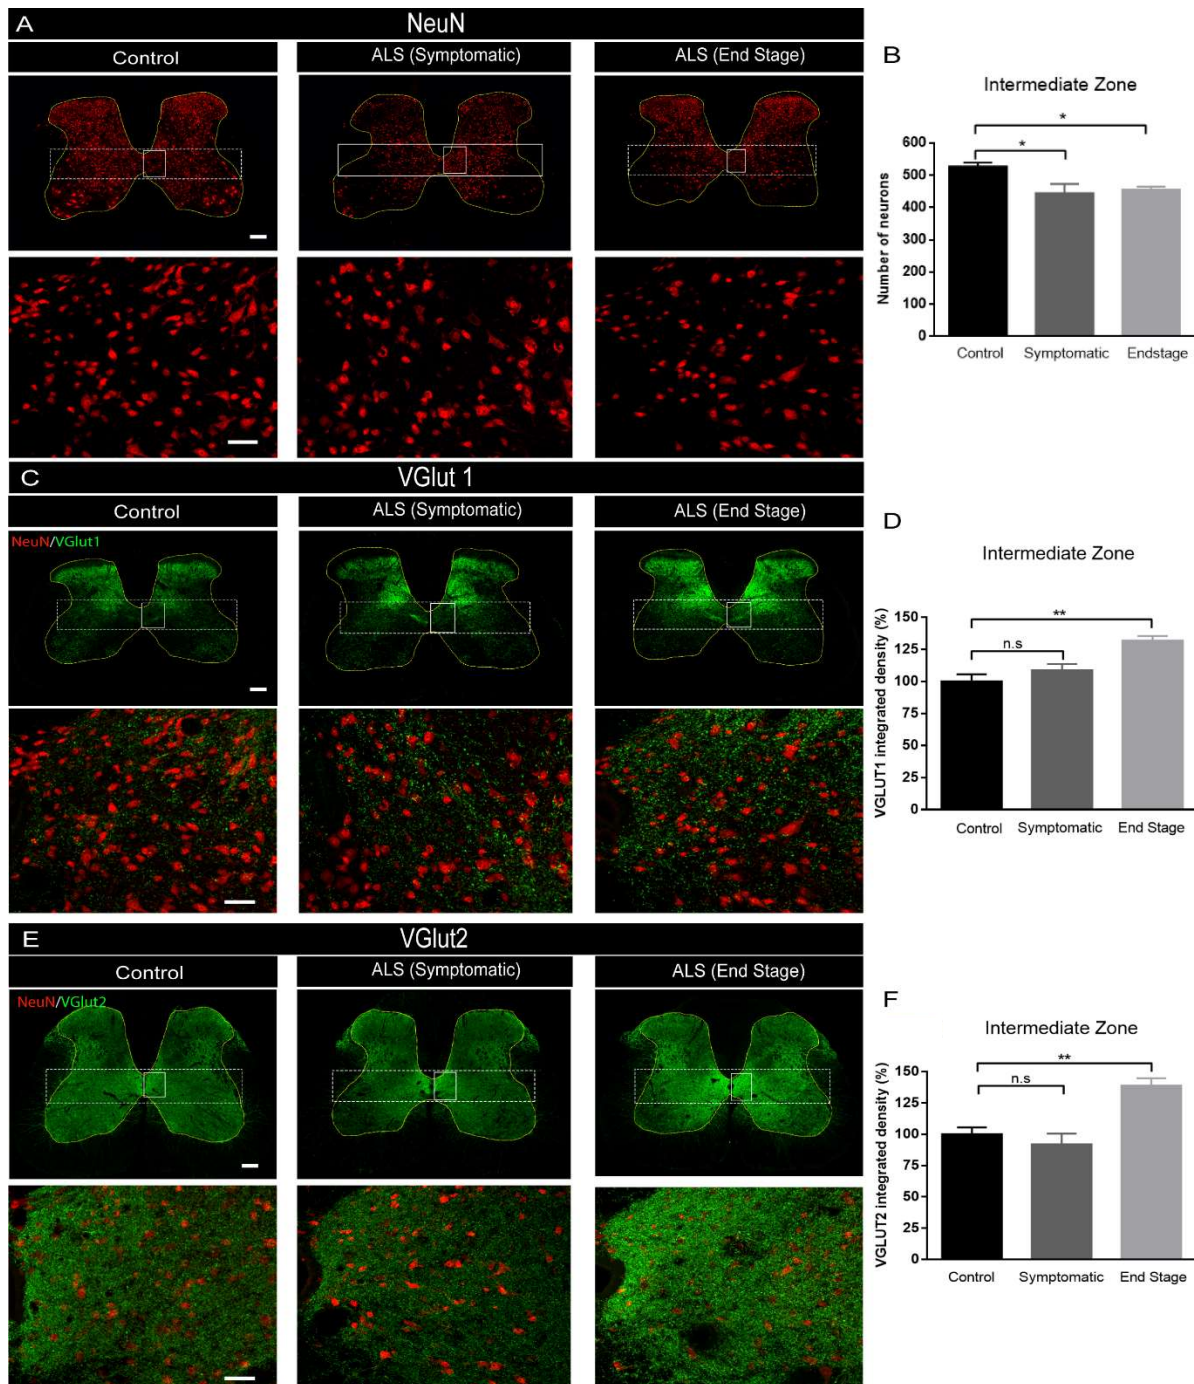 A NeuN
Control ALS (Symptomatic) ALS (End Stage)
B
Intermediate Zone
* 
*
600
500
400
300
200
100
0
Number of neurons
Control Symptomatic Endstage
C VGlut 1
Control ALS (Symptomatic) ALS (End Stage)
NeuN/VGlut1
D
Intermediate Zone
**
n.s
150
125
100
75
50
25
0
VGLUT1 integrated density (%)
Control Symptomatic End Stage
E VGlut2
Control ALS (Symptomatic) ALS (End Stage)
NeuN/VGlut2
F
Intermediate Zone
**
n.s
150
125
100
75
50
25
0
VGLUT2 integrated density (%)
Control Symptomatic End Stage